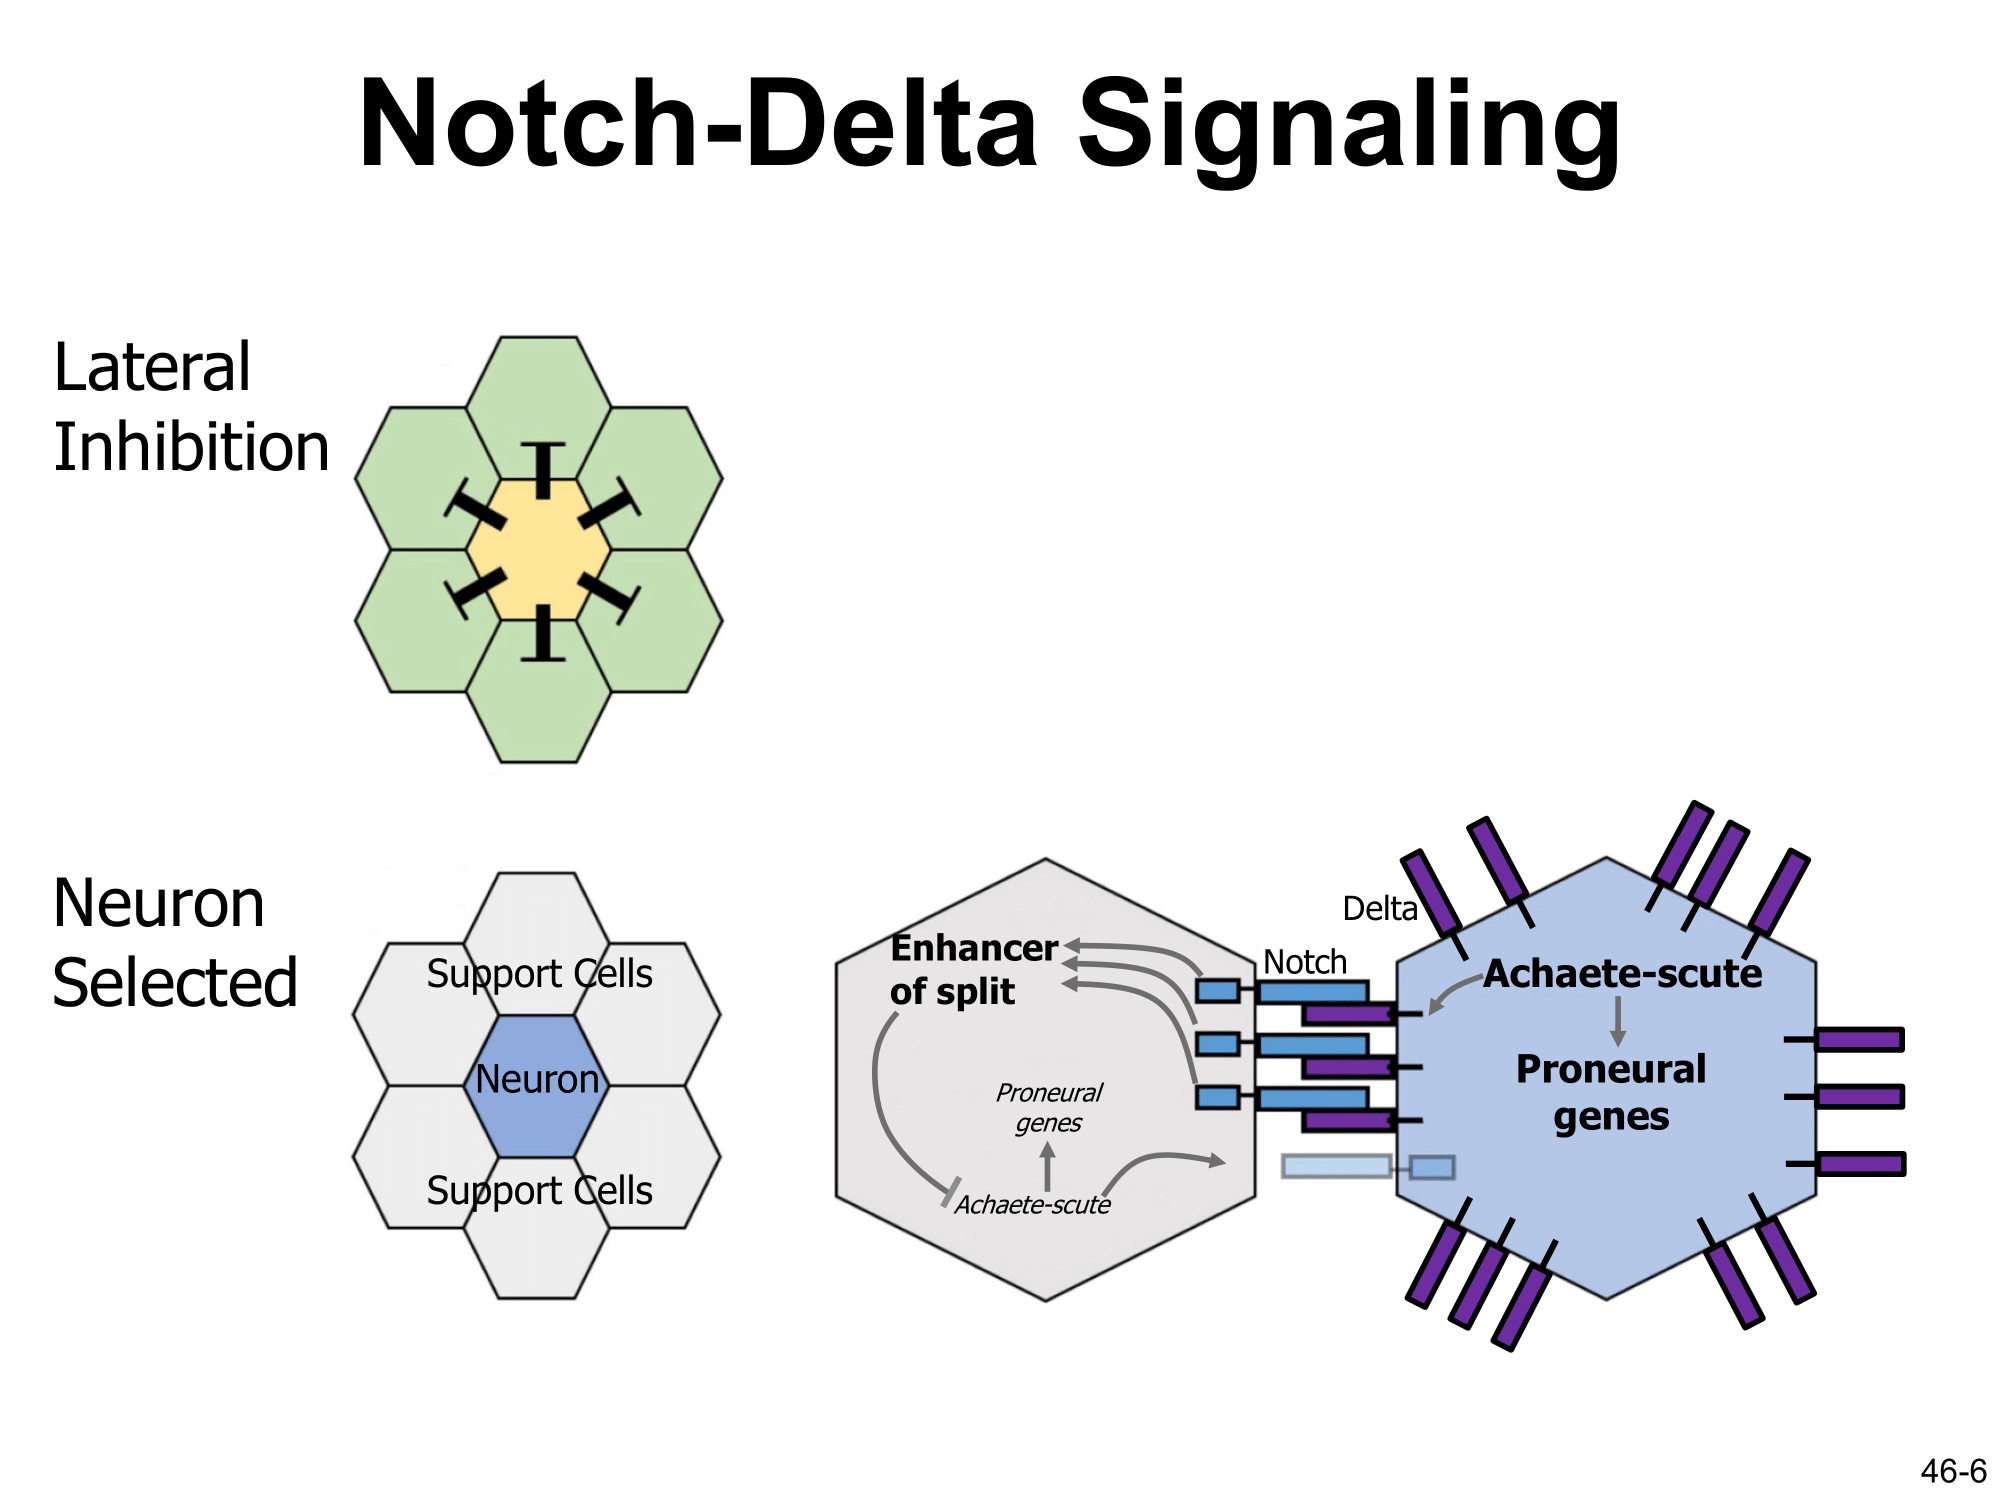 Notch-Delta Signaling
Lateral
Inhibition
Neuron
Selected
Support Cells
Neuron
Support Cells
Enhancer
of split
Proneural
genes
Achaete-scute
Notch
Delta
Achaete-scute
Proneural
genes
46-6